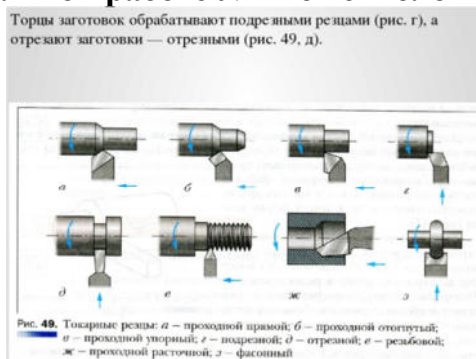 Торцы заготовок обрабатывают подрезными резцами (рис. г), а
отрезают заготовки — отрезными (рис. 49, д).
а
б
в
г
д
е
ж
з
Рис. 49. Токарные резцы: а – проходной прямой; б – проходной отогнутый;
в – проходной упорный; г – подрезной; д – отрезной; е – резьбовой;
ж – проходной расточной; з – фасонный